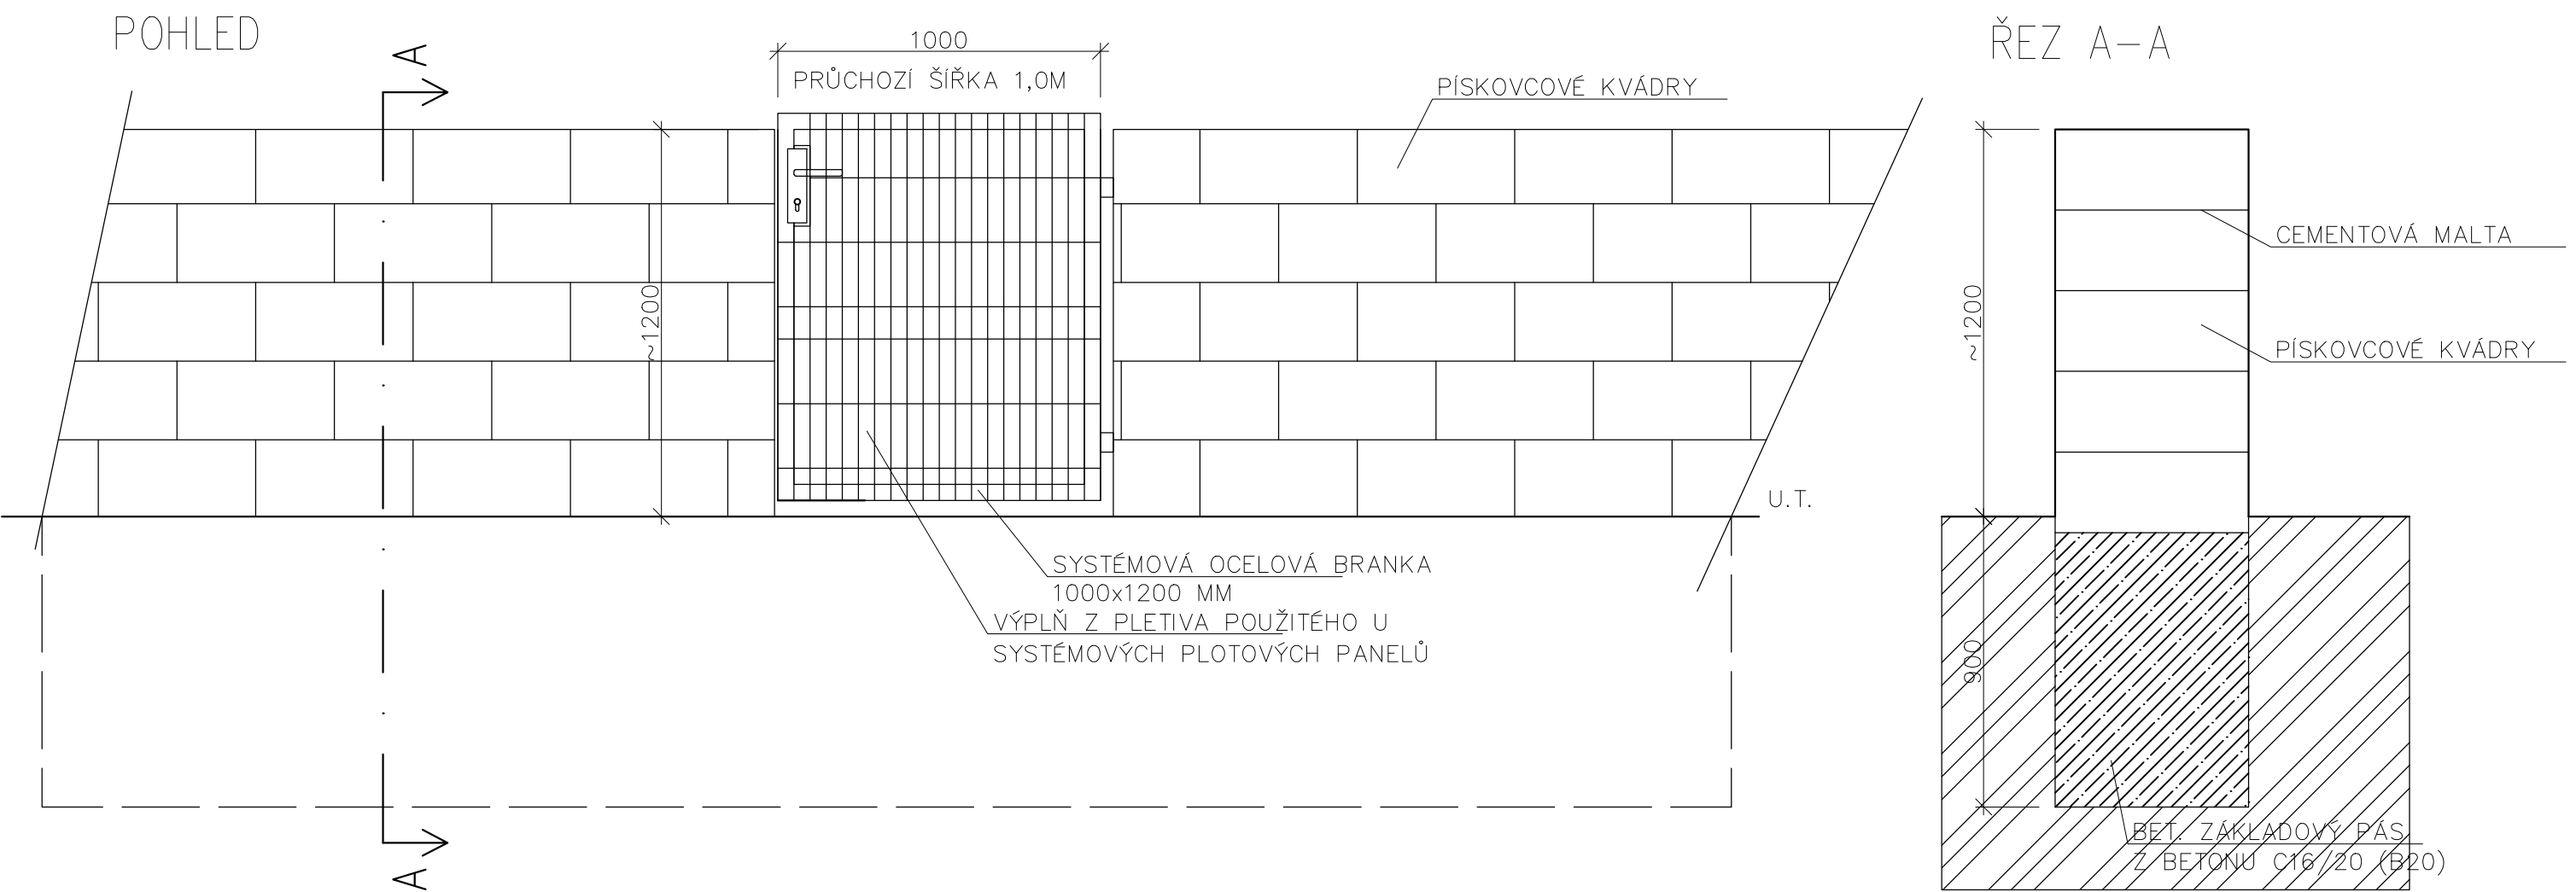 POHLED
A
1000
PRŮCHOZÍ ŠÍŘKA 1,0M
PÍSKOVCOVÉ KVÁDRY
~1200
U.T.
SYSTÉMOVÁ OCELOVÁ BRANKA
1000x1200 MM
VÝPLŇ Z PLETIVA POUŽITÉHO U
SYSTÉMOVÝCH PLOTOVÝCH PANELŮ
A
ŘEZ A-A
CEMENTOVÁ MALTA
~1200
PÍSKOVCOVÉ KVÁDRY
900
BET. ZÁKLADOVÝ PÁS
Z BETONU C16/20 (B20)